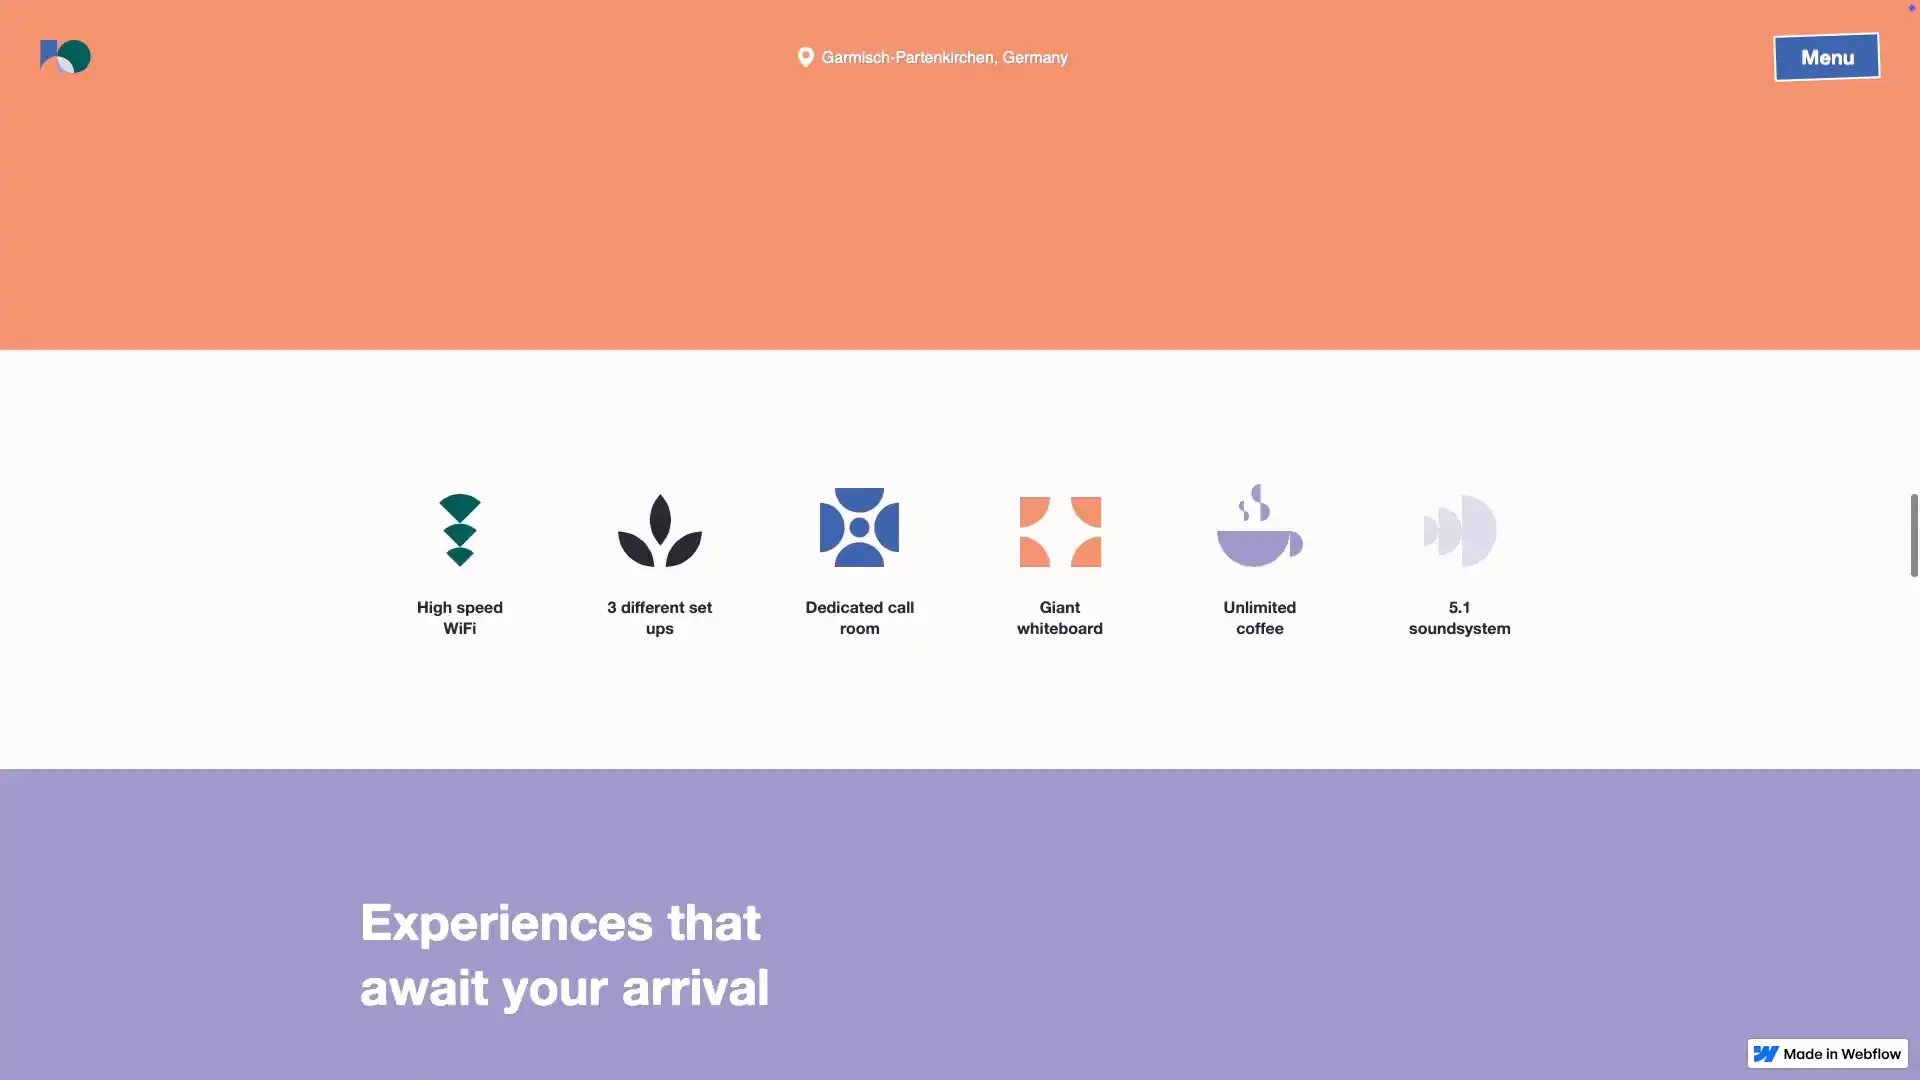 Garmisch-Partenkirchen, Germany
Menu
High speed
WiFi
3 different set
ups
Dedicated call
room
Giant
whiteboard
Unlimited
coffee
5.1
soundsystem
Experiences that
await your arrival
Made in Webflow